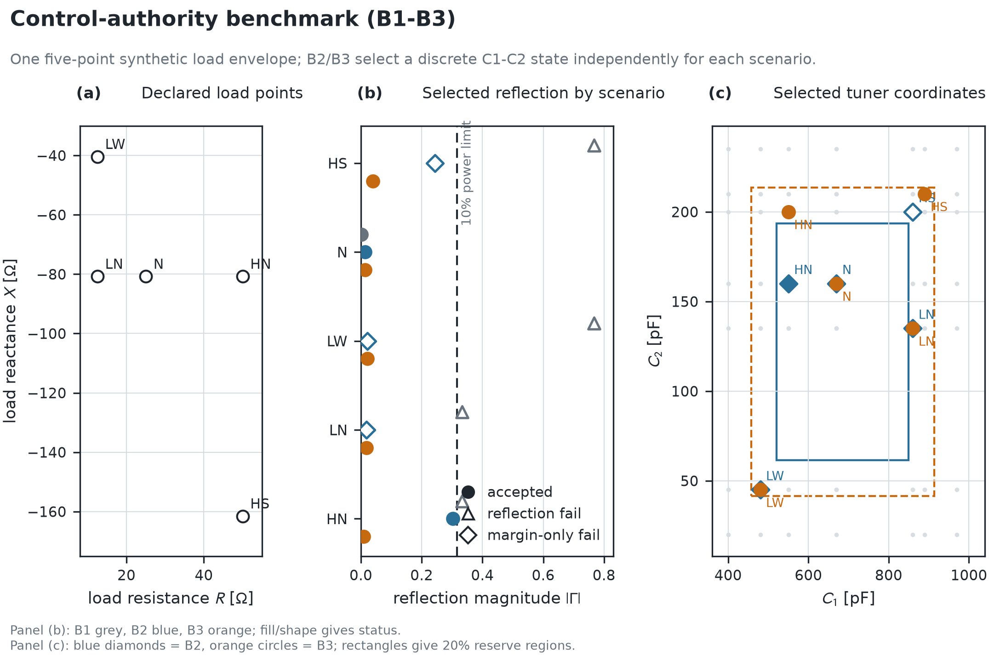 Control-authority benchmark (B1-B3)
One five-point synthetic load envelope; B2/B3 select a discrete C1-C2 state independently for each scenario.
(a) Declared load points
load reactance X [Ω]
−40
−60
−80
−100
−120
−140
−160
LW
LN
N
HN
HS
20
40
load resistance R [Ω]
(b) Selected reflection by scenario
HS
N
LW
LN
HN
10% power limit
accepted
reflection fail
margin-only fail
0.0
0.2
0.4
0.6
0.8
reflection magnitude |Γ|
(c) Selected tuner coordinates
C₂ [pF]
200
150
100
50
HS
HS
HN
HN
N
N
LN
LN
LW
LW
400
600
800
1000
C₁ [pF]
Panel (b): B1 grey, B2 blue, B3 orange; fill/shape gives status.
Panel (c): blue diamonds = B2, orange circles = B3; rectangles give 20% reserve regions.